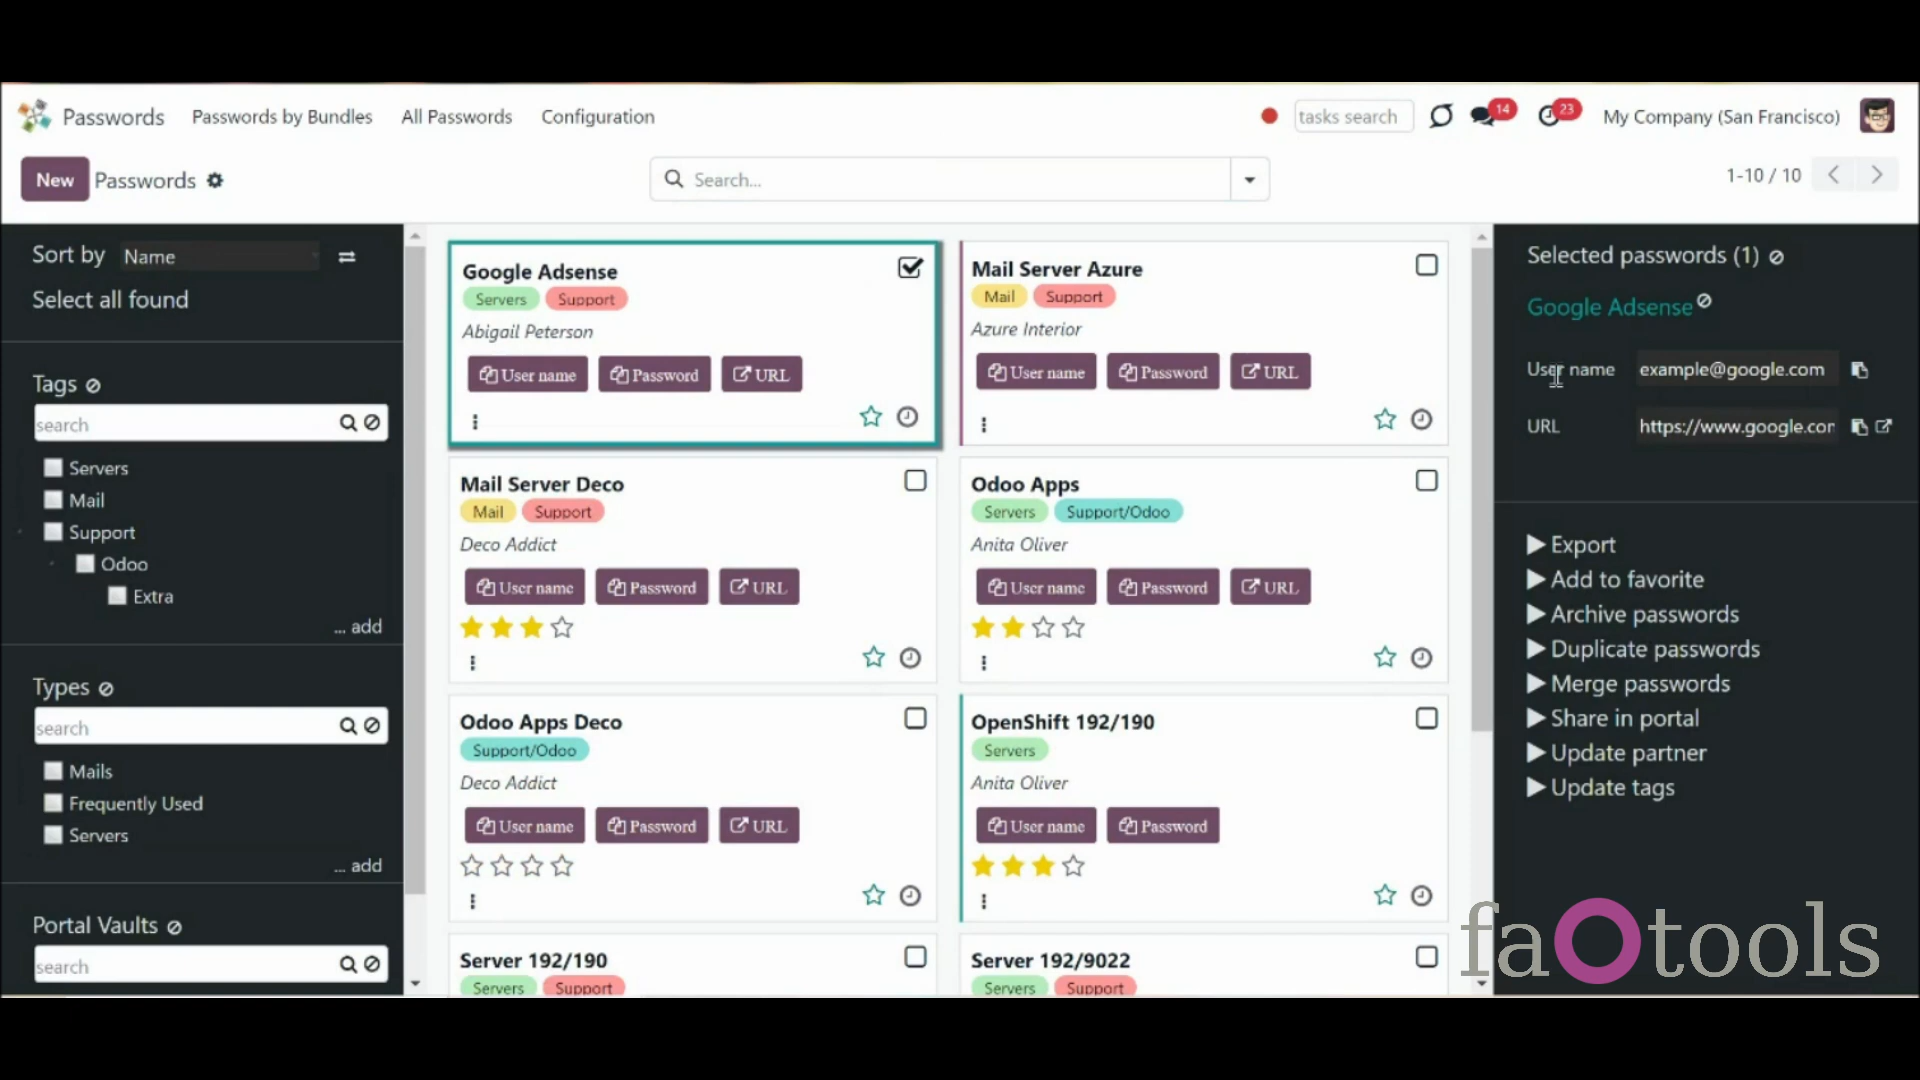 Passwords Passwords by Bundles All Passwords Configuration
tasks search 14 23 My Company (San Francisco)
New Passwords
Search...
1-10 / 10
Sort by Name
Select all found
Tags
search
Servers
Mail
Support
Odoo
Extra
... add
Types
search
Mails
Frequently Used
Servers
... add
Portal Vaults
search
Google Adsense
Servers Support
Abigail Peterson
User name Password URL
Mail Server Azure
Mail Support
Azure Interior
User name Password URL
Mail Server Deco
Mail Support
Deco Addict
User name Password URL
Odoo Apps
Servers Support/Odoo
Anita Oliver
User name Password URL
Odoo Apps Deco
Support/Odoo
Deco Addict
User name Password URL
OpenShift 192/190
Servers
Anita Oliver
User name Password
Server 192/190
Servers Support
Server 192/9022
Servers Support
Selected passwords (1)
Google Adsense
User name example@google.com
URL https://www.google.cor
Export
Add to favorite
Archive passwords
Duplicate passwords
Merge passwords
Share in portal
Update partner
Update tags
faOtools